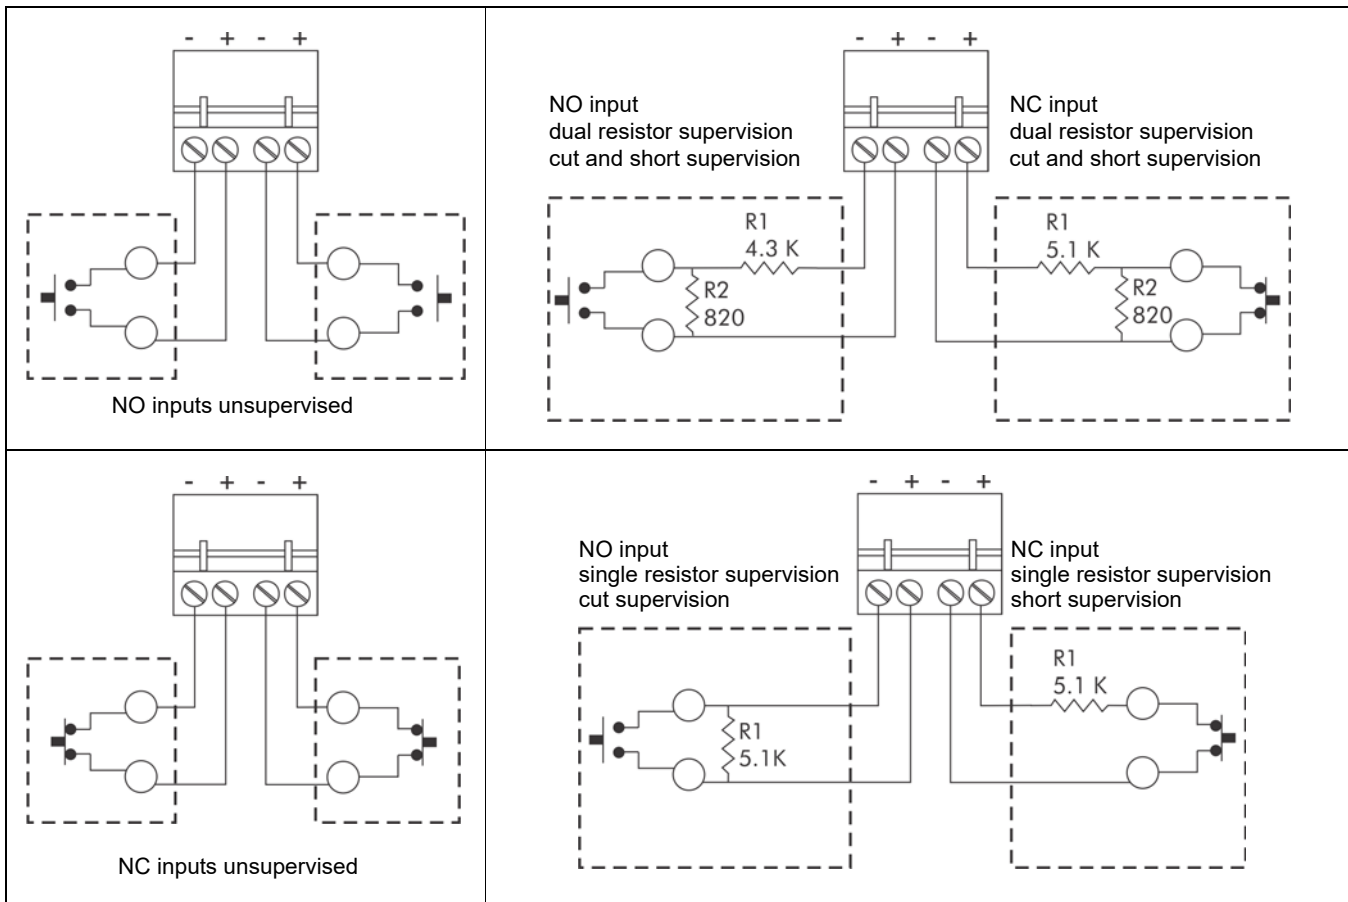 - + - +
NO inputs unsupervised
- + - +
NO input
dual resistor supervision
cut and short supervision
NC input
dual resistor supervision
cut and short supervision
R1
4.3 K
R2
820
R1
5.1 K
R2
820
- + - +
NC inputs unsupervised
- + - +
NO input
single resistor supervision
cut supervision
NC input
single resistor supervision
short supervision
R1
5.1K
R1
5.1 K